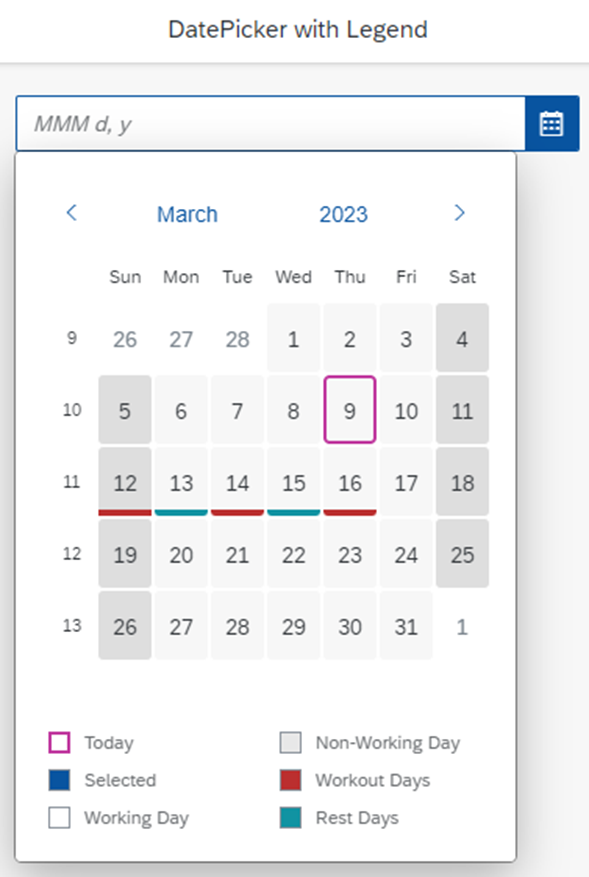 DatePicker with Legend
MMM d, y
March 2023
Sun Mon Tue Wed Thu Fri Sat
9 26 27 28 1 2 3 4
10 5 6 7 8 9 10 11
11 12 13 14 15 16 17 18
12 19 20 21 22 23 24 25
13 26 27 28 29 30 31 1
Today Non-Working Day
Selected Workout Days
Working Day Rest Days